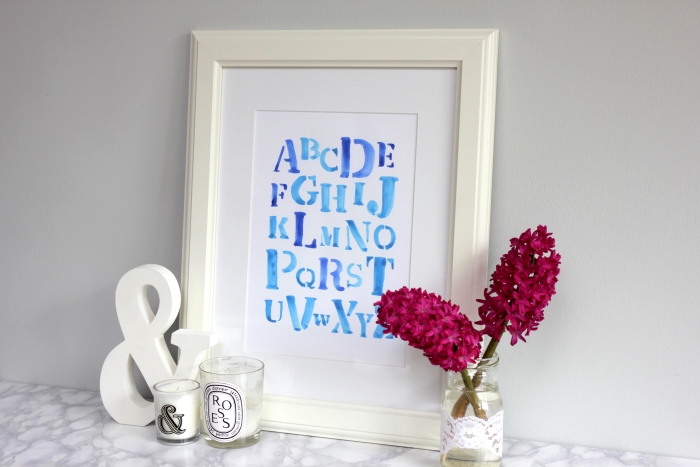 ABCDE
FGHIJ
KLMNO
PQRST
UVWXYZ
&
&
ROSES